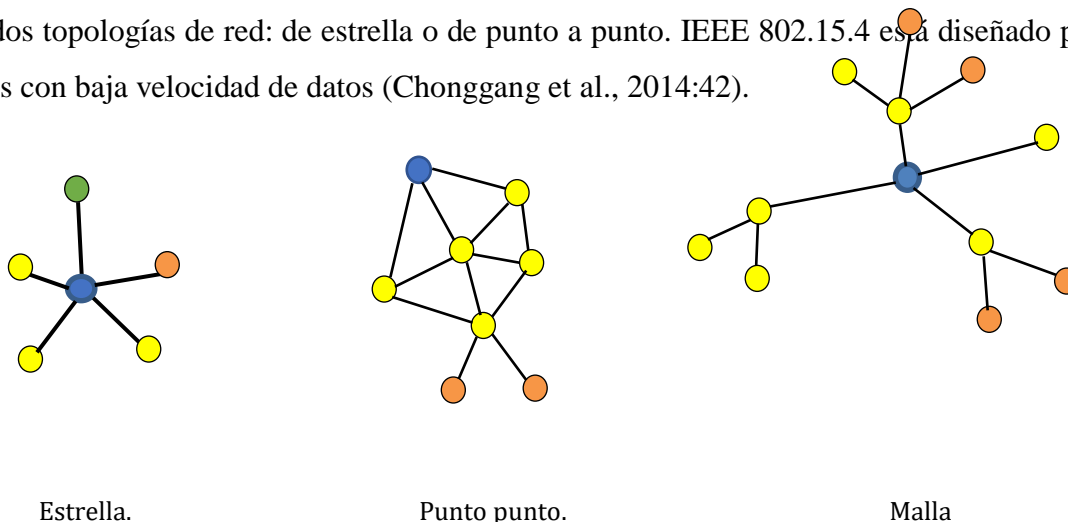 dos topologías de red: de estrella o de punto a punto. IEEE 802.15.4 está diseñado p
s con baja velocidad de datos (Chonggang et al., 2014:42).
Estrella. Punto punto. Malla